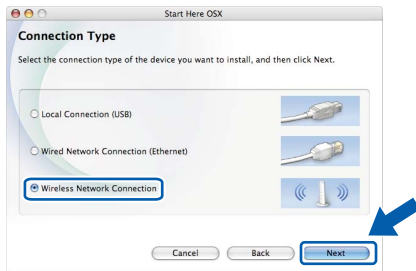 Start Here OSX
Connection Type
Select the connection type of the device you want to install, and then click Next.
Local Connection (USB)
Wired Network Connection (Ethernet)
Wireless Network Connection
Cancel Back Next